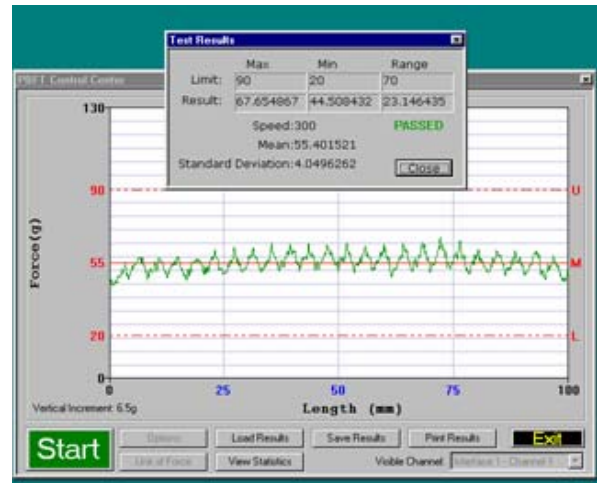 Test Results
Max Min Range
Limit: 90 20 70
Result: 67.654867 44.508432 23.146435
Speed:300 PASSED
Mean:55.401521
Standard Deviation:4.0496262
Close
Control Center
130
90 U
Force(g)
55 M
20 L
0
0 25 50 75 100
Vertical Increment: 6.5g
Length (mm)
Start
Options
Load Results
Save Results
Print Results
Exit
Unit of Force
View Statistics
Visible Channel:
Interface 1 - Channel